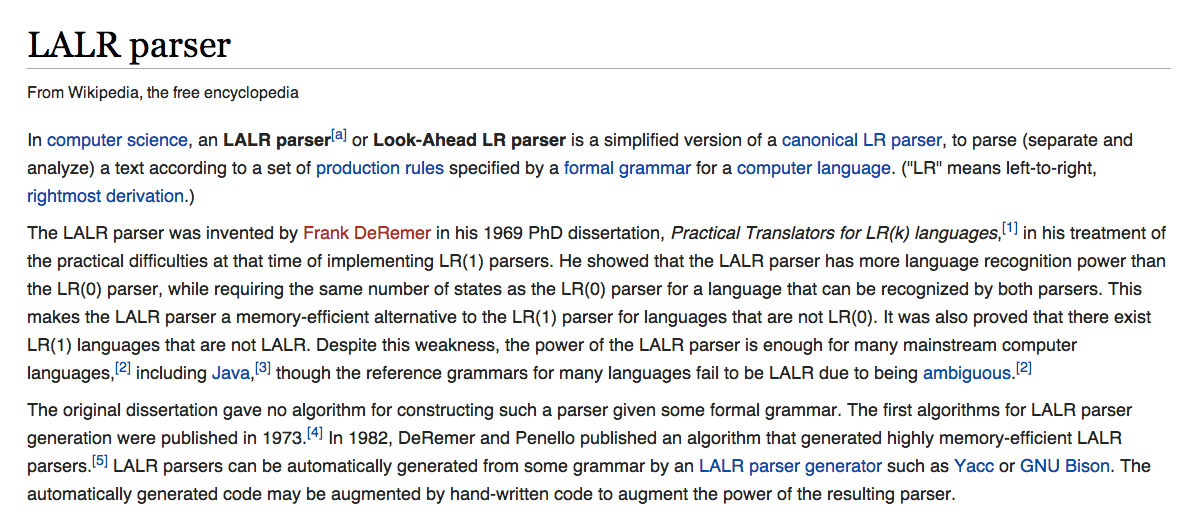 LALR parser
From Wikipedia, the free encyclopedia
In computer science, an LALR parser[a] or Look-Ahead LR parser is a simplified version of a canonical LR parser, to parse (separate and
analyze) a text according to a set of production rules specified by a formal grammar for a computer language. ("LR" means left-to-right,
rightmost derivation.)
The LALR parser was invented by Frank DeRemer in his 1969 PhD dissertation, Practical Translators for LR(k) languages,[1] in his treatment of
the practical difficulties at that time of implementing LR(1) parsers. He showed that the LALR parser has more language recognition power than
the LR(0) parser, while requiring the same number of states as the LR(0) parser for a language that can be recognized by both parsers. This
makes the LALR parser a memory-efficient alternative to the LR(1) parser for languages that are not LR(0). It was also proved that there exist
LR(1) languages that are not LALR. Despite this weakness, the power of the LALR parser is enough for many mainstream computer
languages,[2] including Java,[3] though the reference grammars for many languages fail to be LALR due to being ambiguous.[2]
The original dissertation gave no algorithm for constructing such a parser given some formal grammar. The first algorithms for LALR parser
generation were published in 1973.[4] In 1982, DeRemer and Penello published an algorithm that generated highly memory-efficient LALR
parsers.[5] LALR parsers can be automatically generated from some grammar by an LALR parser generator such as Yacc or GNU Bison. The
automatically generated code may be augmented by hand-written code to augment the power of the resulting parser.